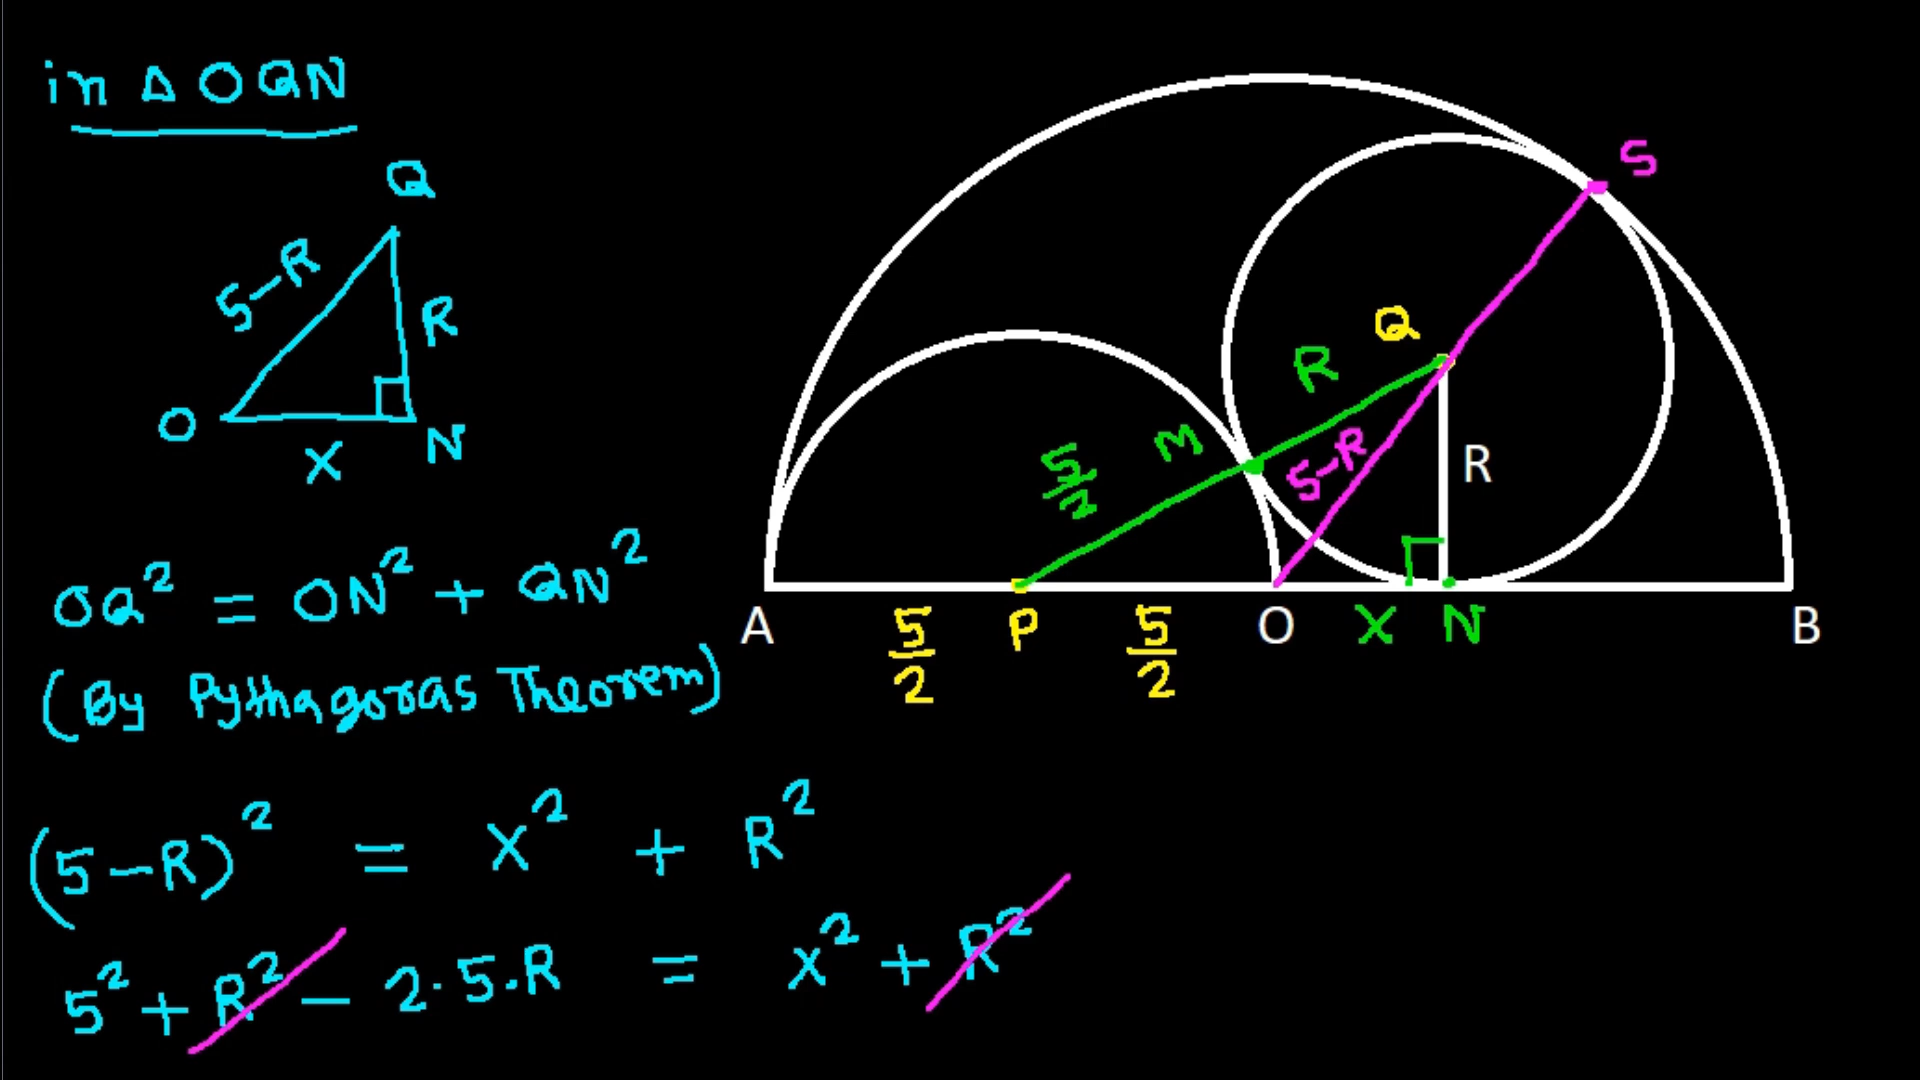 in Δ OQN
Q
5-R
R
O
X
N
OQ² = ON² + QN²
(By Pythagoras Theorem)
(5-R)² = X² + R²
5² + R² - 2·5·R = X² + R²
S
Q
R
M
5/2
5-R
R
A
5/2
P
5/2
O
X
N
B